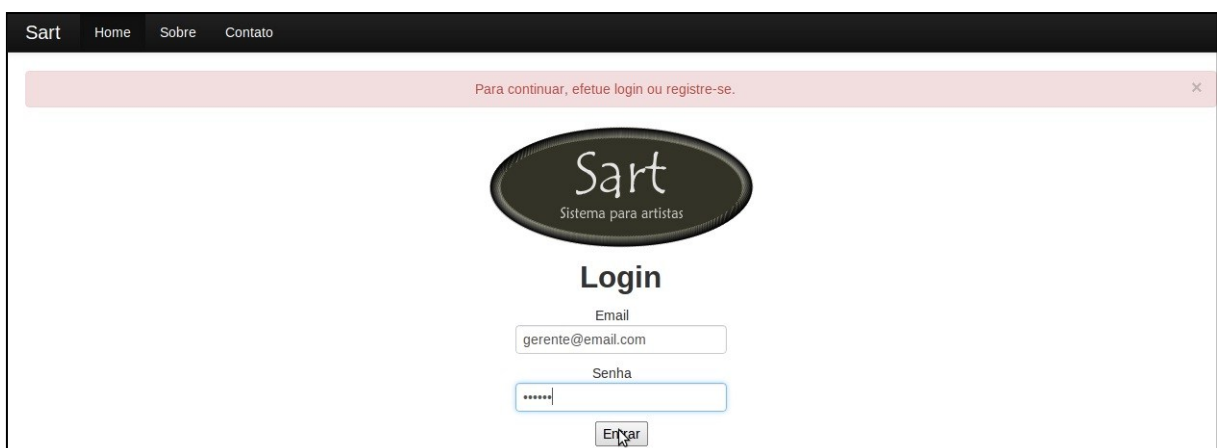 Sart Home Sobre Contato
Para continuar, efetue login ou registre-se. ×
Sart
Sistema para artistas
Login
Email
gerente@email.com
Senha
••••••
Entrar